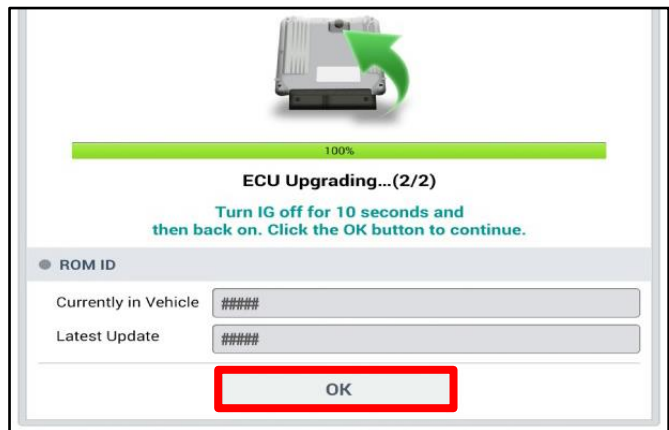 100%
ECU Upgrading...(2/2)
Turn IG off for 10 seconds and
then back on. Click the OK button to continue.
ROM ID
Currently in Vehicle #####
Latest Update #####
OK